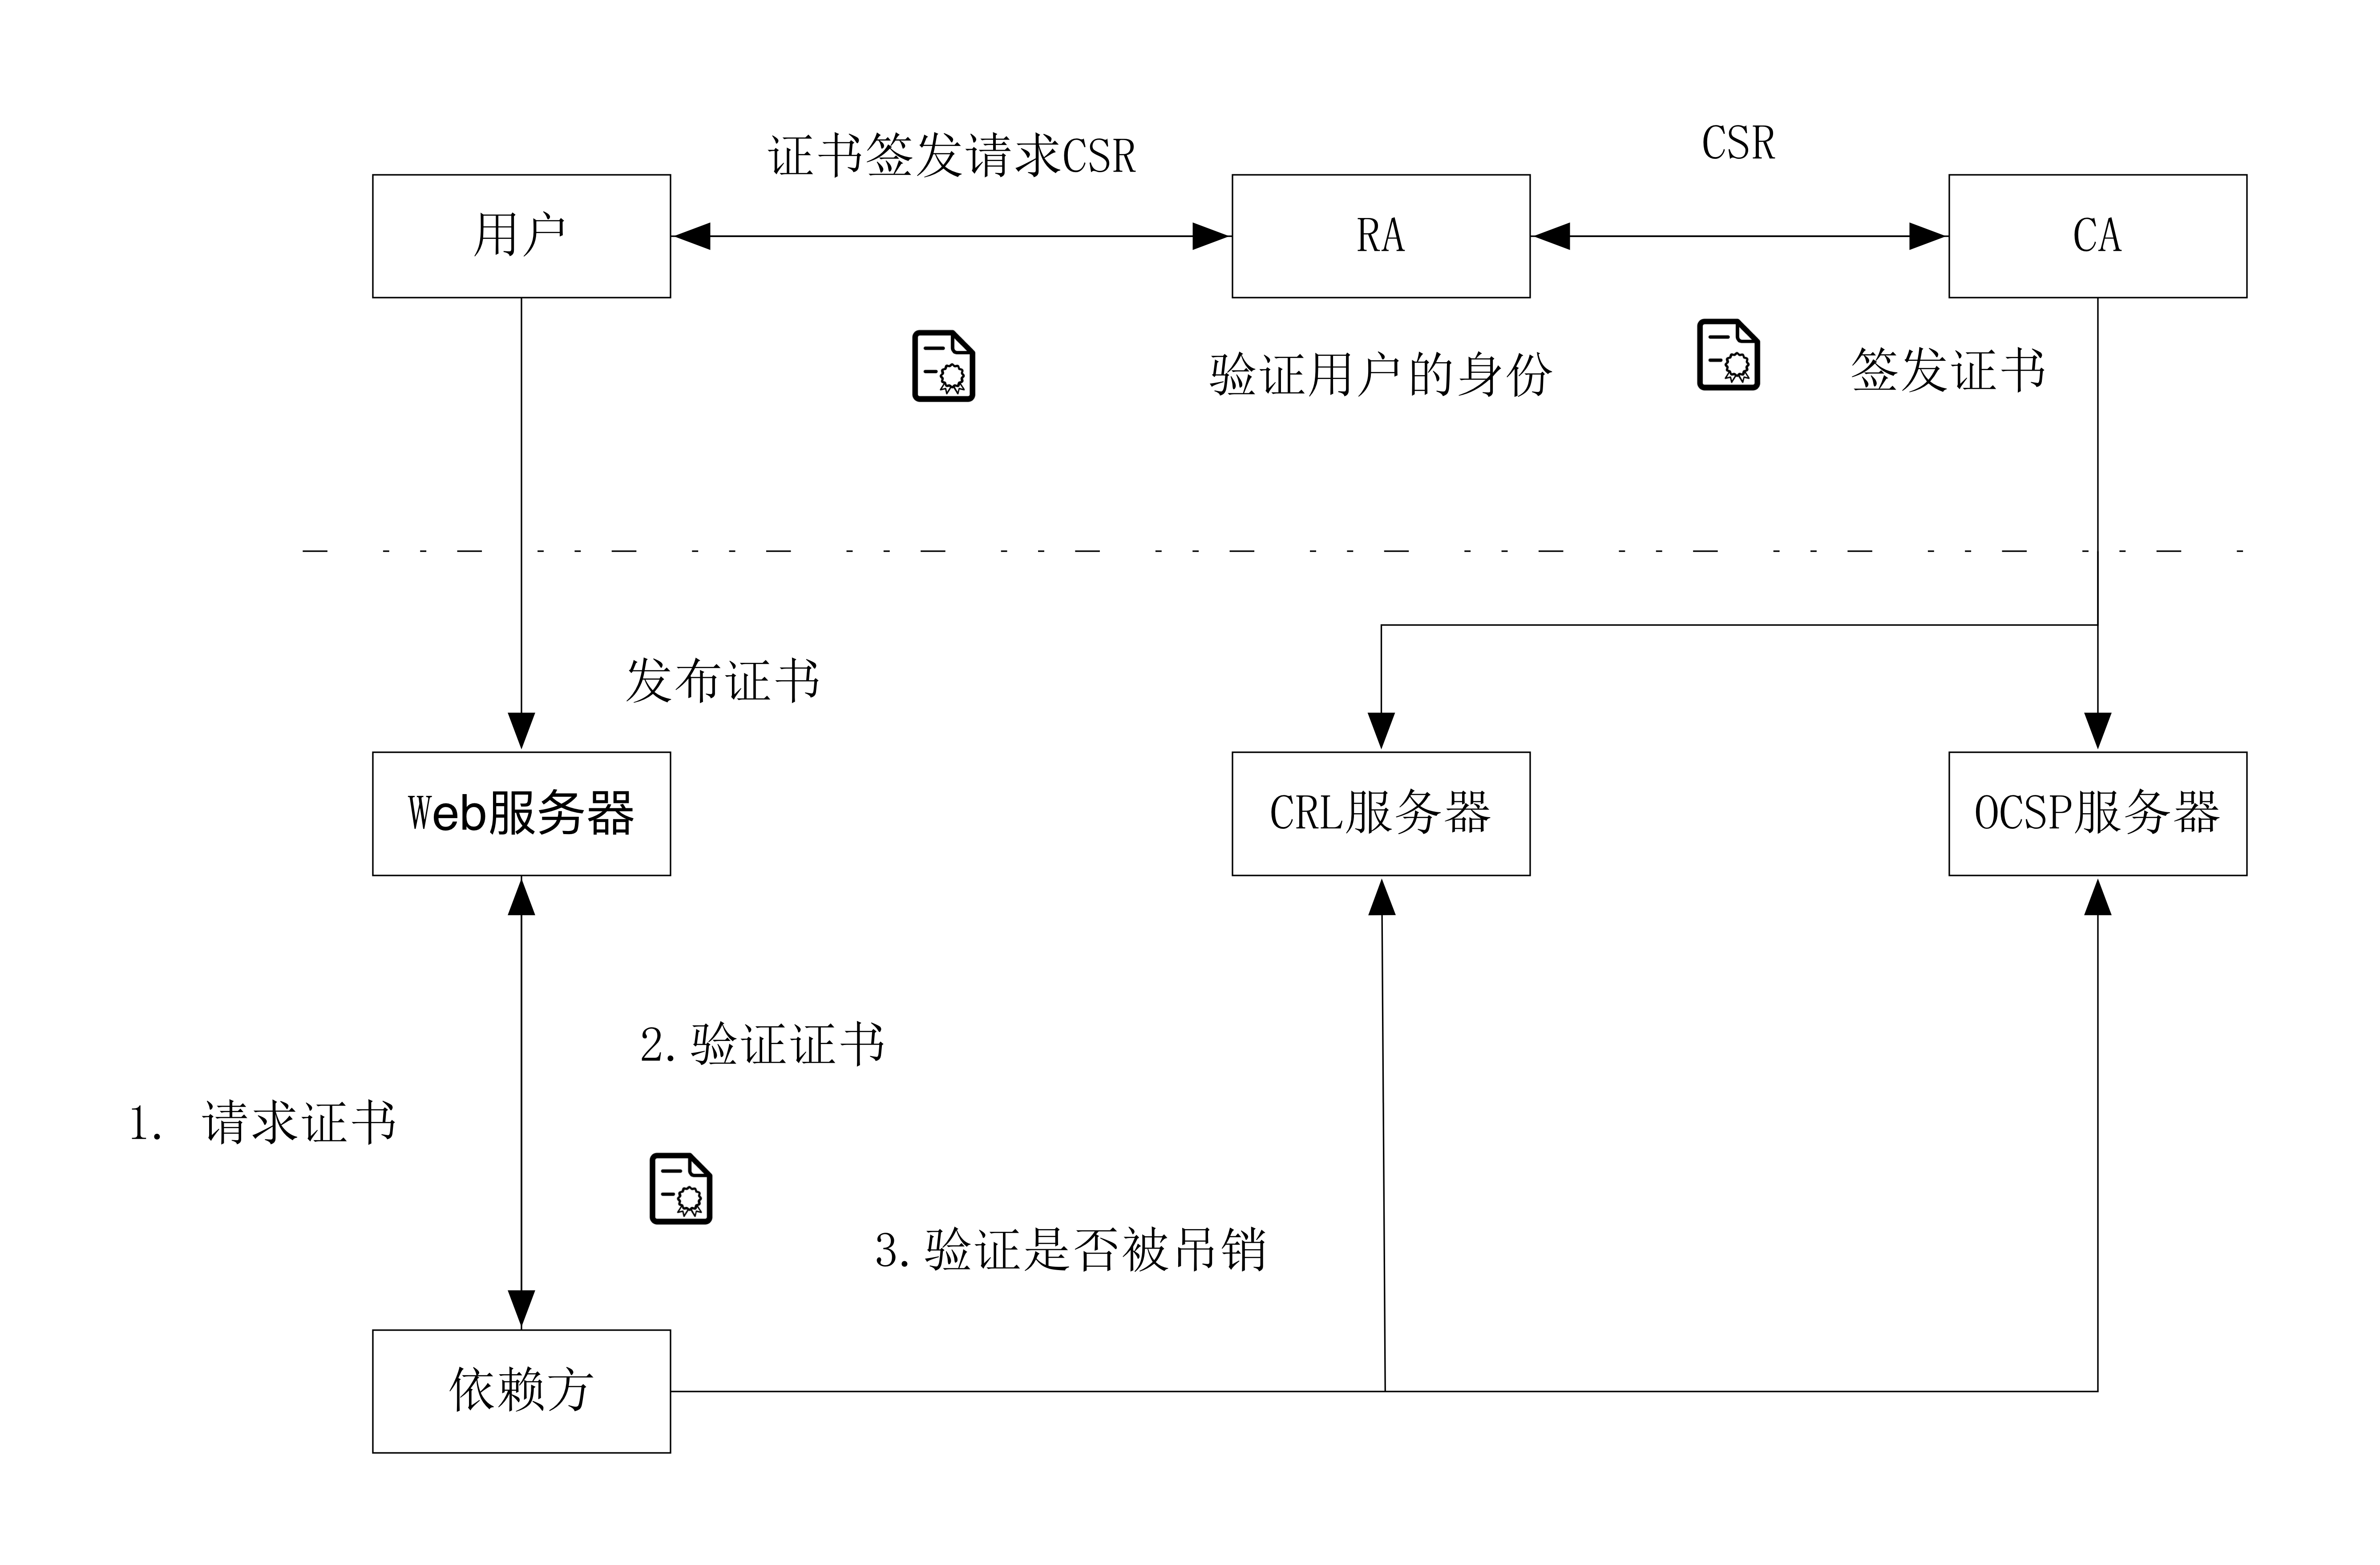 证书签发请求CSR
CSR
用户
RA
CA
验证用户的身份
签发证书
发布证书
Web服务器
CRL服务器
OCSP服务器
2.验证证书
1. 请求证书
3.验证是否被吊销
依赖方